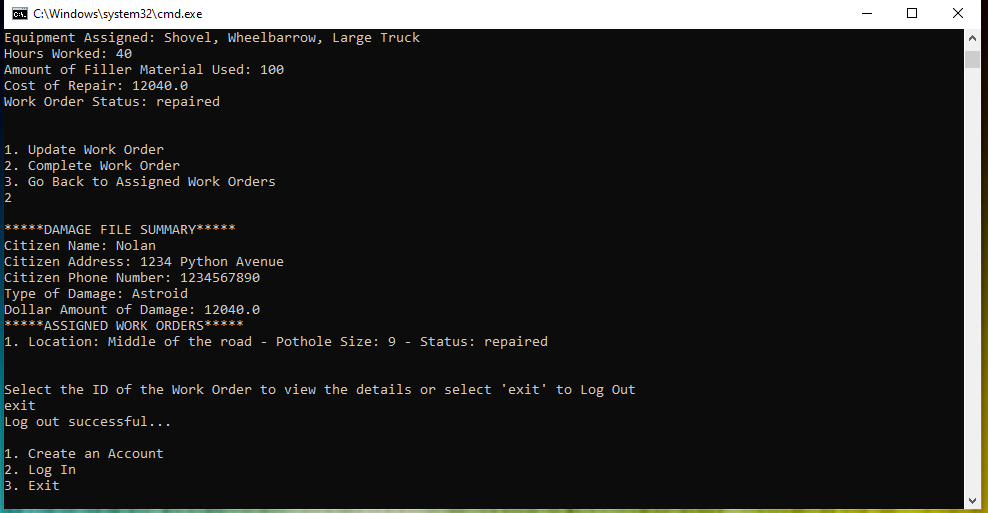 C:\Windows\system32\cmd.exe
Equipment Assigned: Shovel, Wheelbarrow, Large Truck
Hours Worked: 40
Amount of Filler Material Used: 100
Cost of Repair: 12040.0
Work Order Status: repaired
1. Update Work Order
2. Complete Work Order
3. Go Back to Assigned Work Orders
2
*****DAMAGE FILE SUMMARY*****
Citizen Name: Nolan
Citizen Address: 1234 Python Avenue
Citizen Phone Number: 1234567890
Type of Damage: Astroid
Dollar Amount of Damage: 12040.0
*****ASSIGNED WORK ORDERS*****
1. Location: Middle of the road - Pothole Size: 9 - Status: repaired
Select the ID of the Work Order to view the details or select 'exit' to Log Out
exit
Log out successful...
1. Create an Account
2. Log In
3. Exit